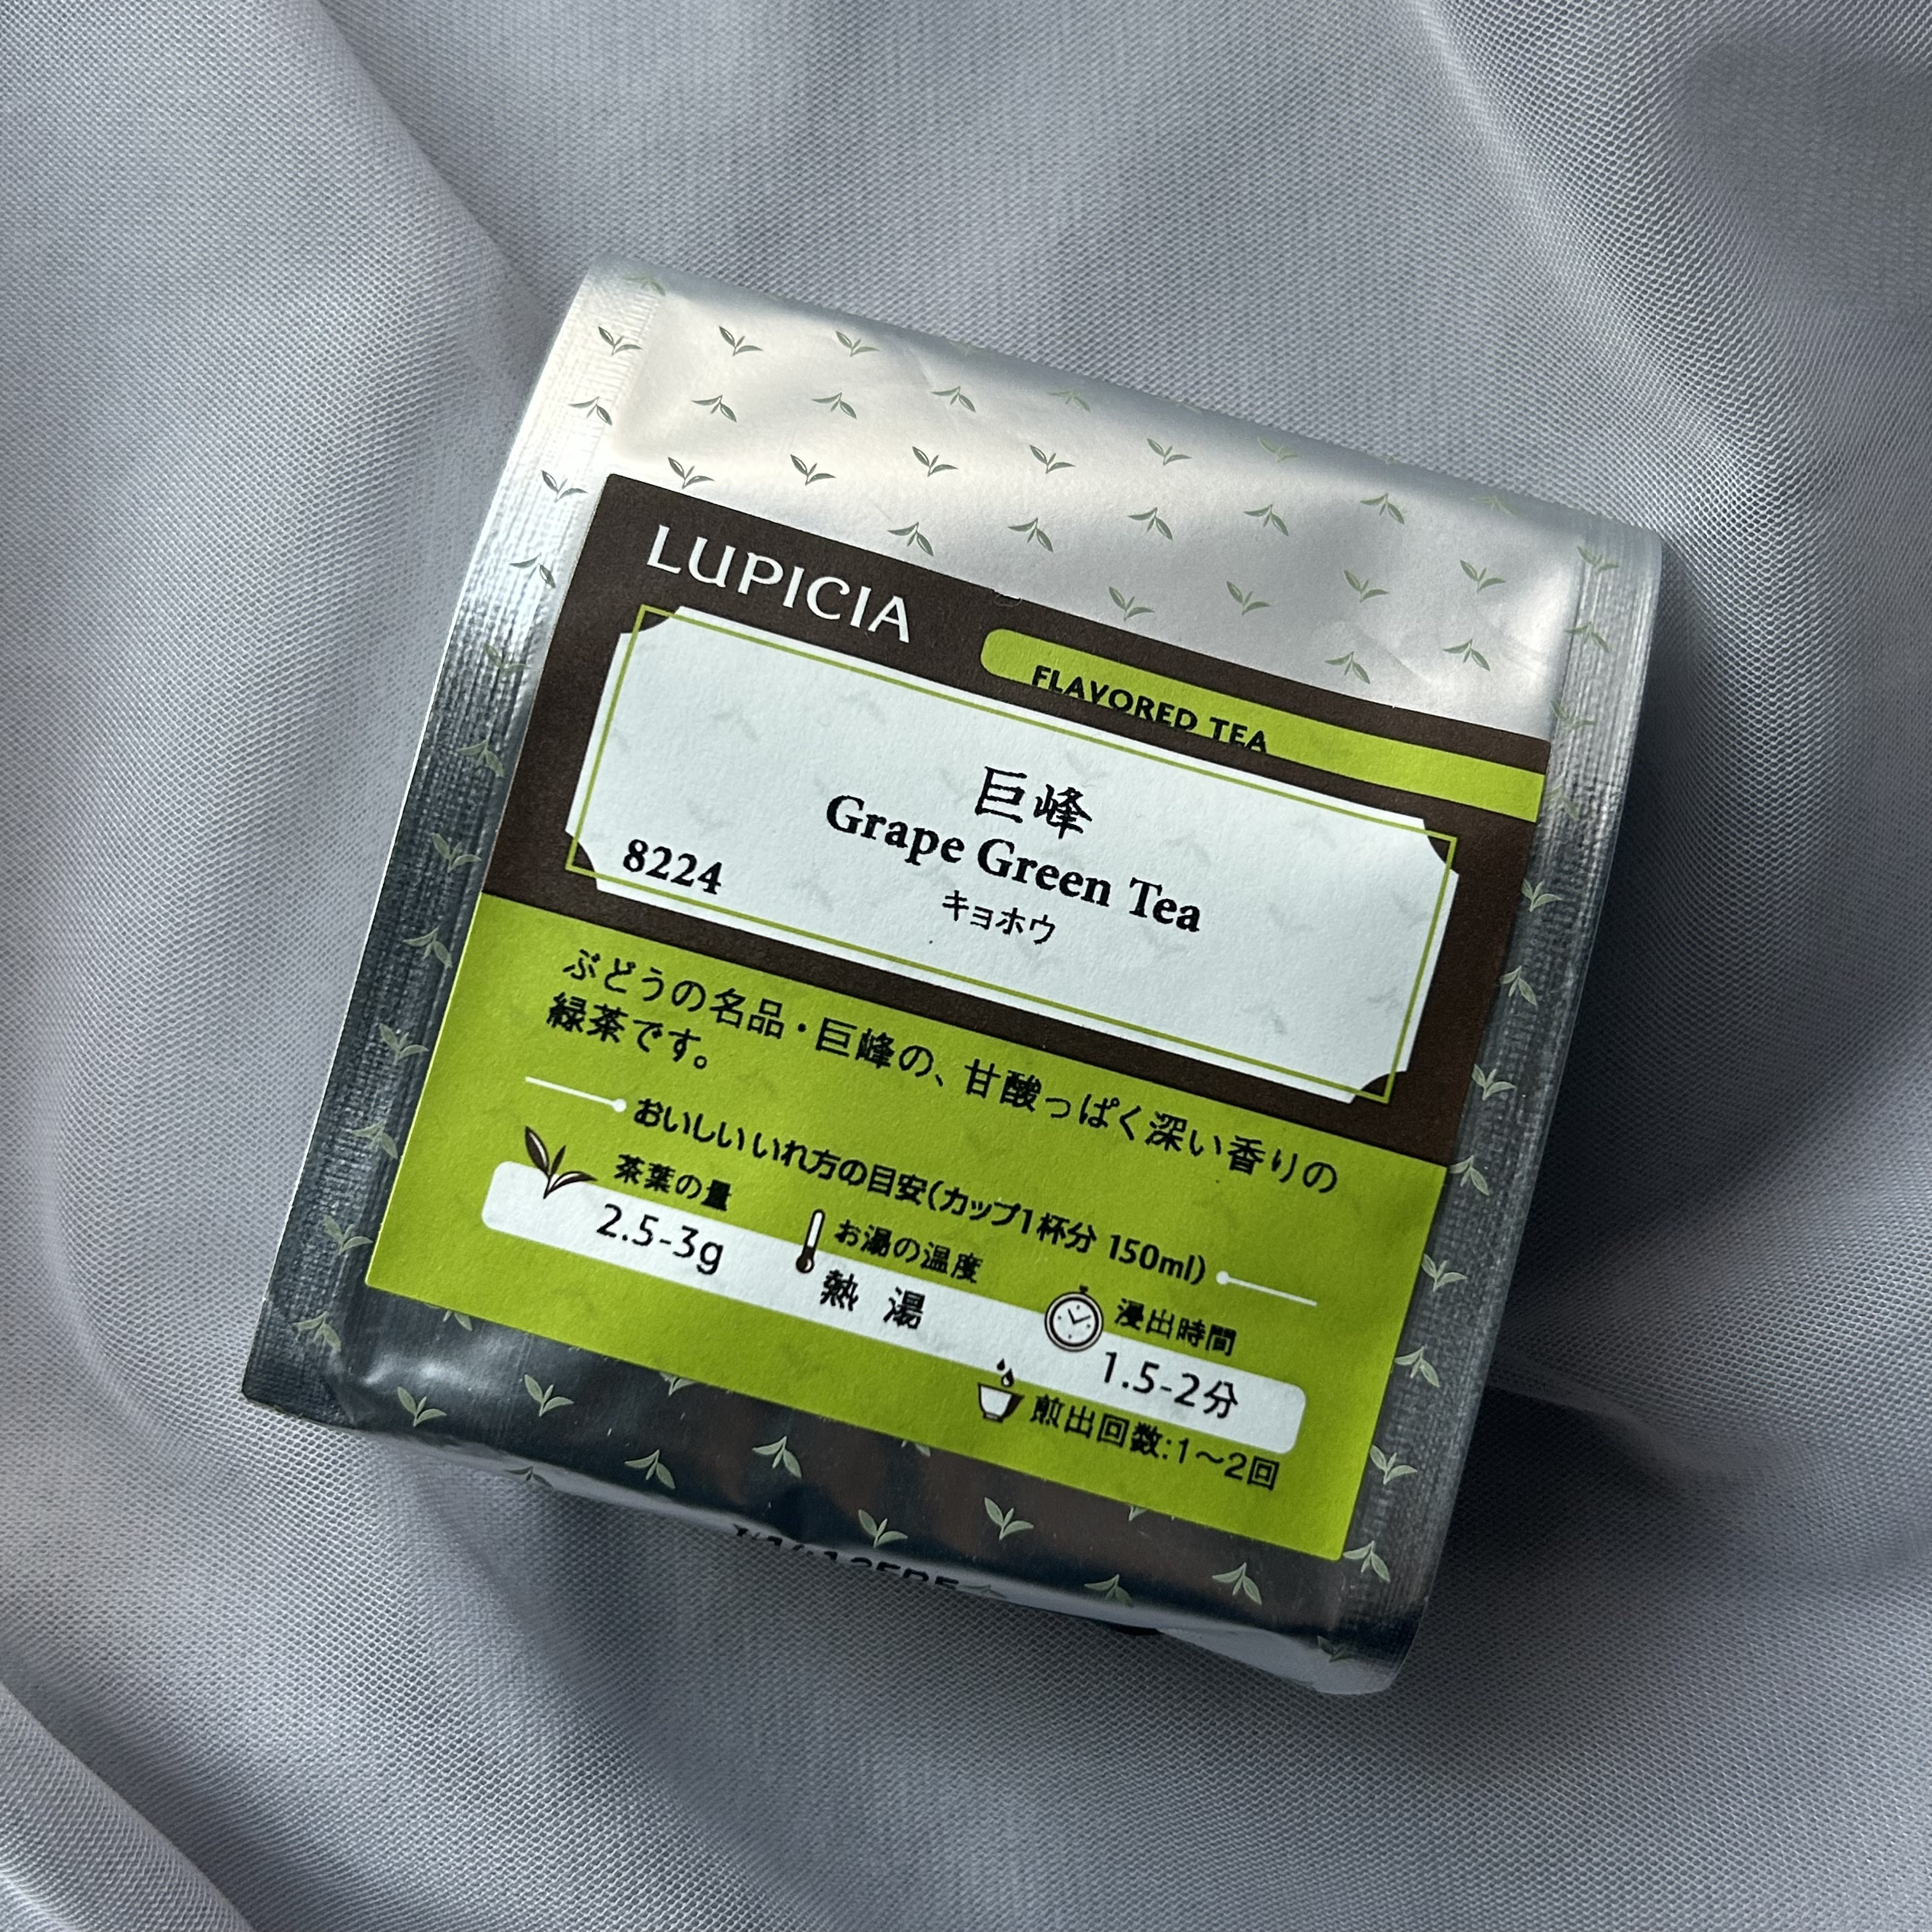 LUPICIA
FLAVORED TEA
巨峰
Grape Green Tea
8224
キョホウ
ぶどうの名品・巨峰の、甘酸っぱく深い香りの
緑茶です。
おいしいいれ方の目安(カップ1杯分 150ml)
茶葉の量
2.5-3g
お湯の温度
熱 湯
浸出時間
1.5-2分
煎出回数:1〜2回